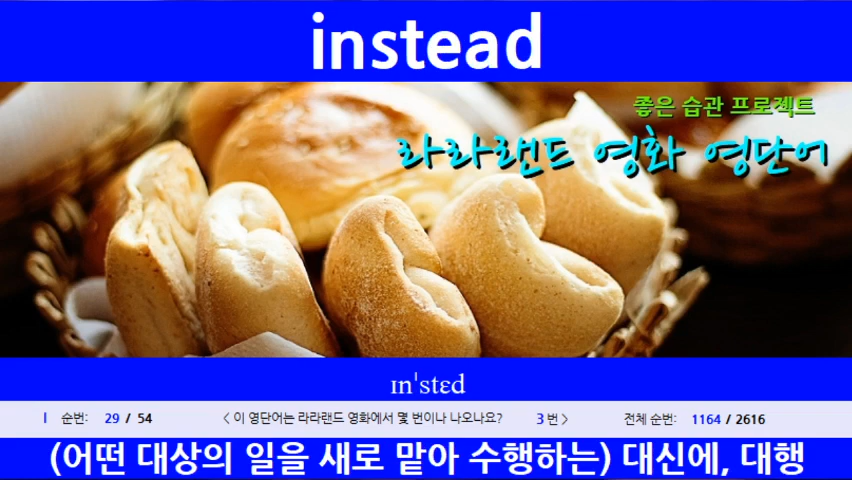 instead
좋은 습관 프로젝트
라라랜드 영화 영단어
ɪnˈstɛd
I 순번: 29 / 54 < 이 영단어는 라라랜드 영화에서 몇 번이나 나오나요? 3 번 > 전체 순번: 1164 / 2616
(어떤 대상의 일을 새로 맡아 수행하는) 대신에, 대행